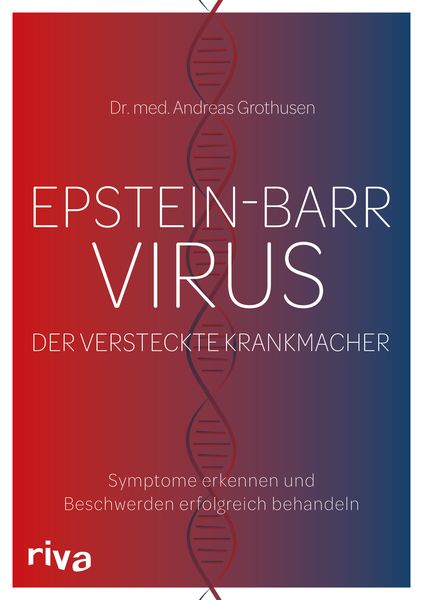 Dr. med. Andreas Grothusen
EPSTEIN-BARR
VIRUS
DER VERSTECKTE KRANKMACHER
Symptome erkennen und
Beschwerden erfolgreich behandeln
riva